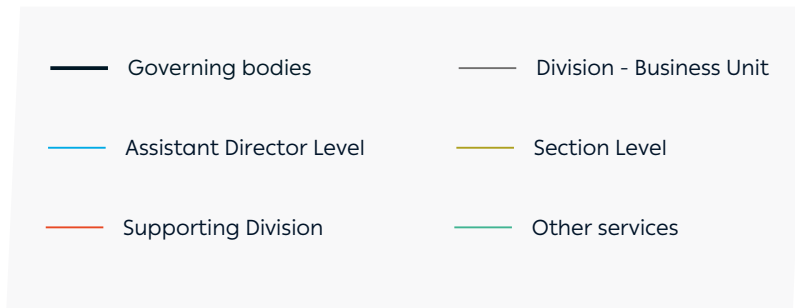 Governing bodies
Division - Business Unit
Assistant Director Level
Section Level
Supporting Division
Other services